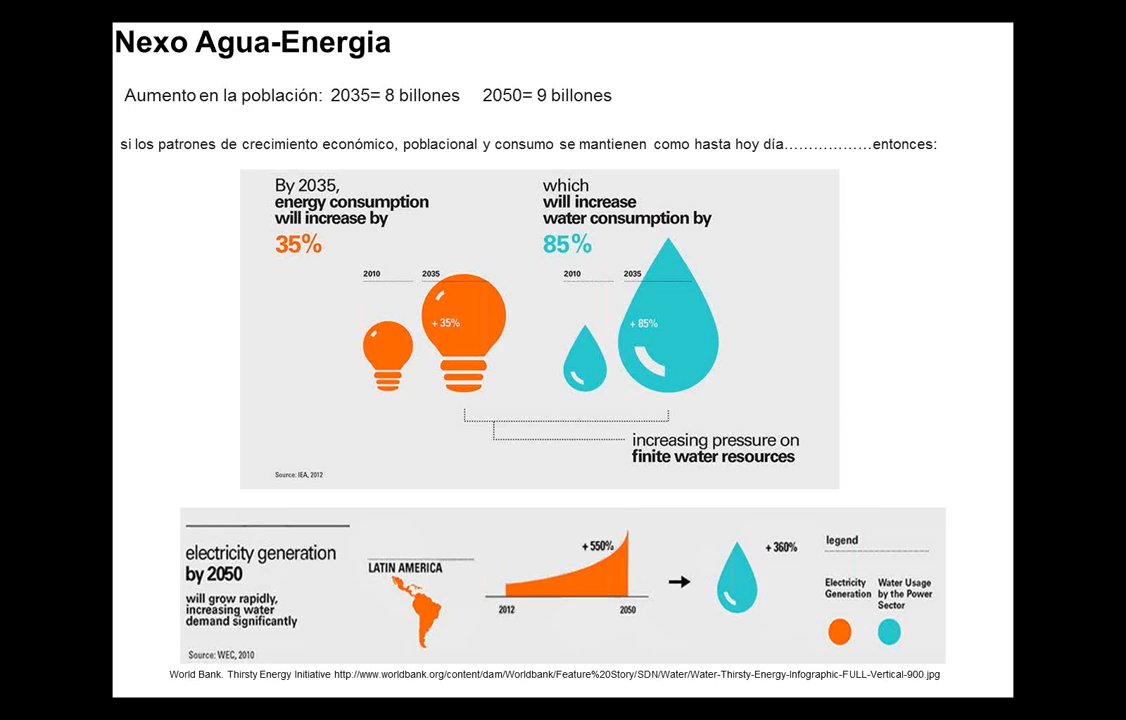 Nexo Agua-Energia
Aumento en la población: 2035= 8 billones 2050= 9 billones
si los patrones de crecimiento económico, poblacional y consumo se mantienen como hasta hoy día………………entonces:
By 2035,
energy consumption
will increase by
35%
2010 2035
+ 35%
which
will increase
water consumption by
85%
2010 2035
+ 85%
increasing pressure on
finite water resources
Source: IEA, 2012
electricity generation
by 2050
will grow rapidly,
increasing water
demand significantly
Source: WEC, 2010
LATIN AMERICA
+ 550%
2012 2050
+ 360%
legend
Electricity
Generation
Water Usage
by the Power
Sector
World Bank. Thirsty Energy Initiative http://www.worldbank.org/content/dam/Worldbank/Feature%20Story/SDN/Water/Water-Thirsty-Energy-Infographic-FULL-Vertical-900.jpg